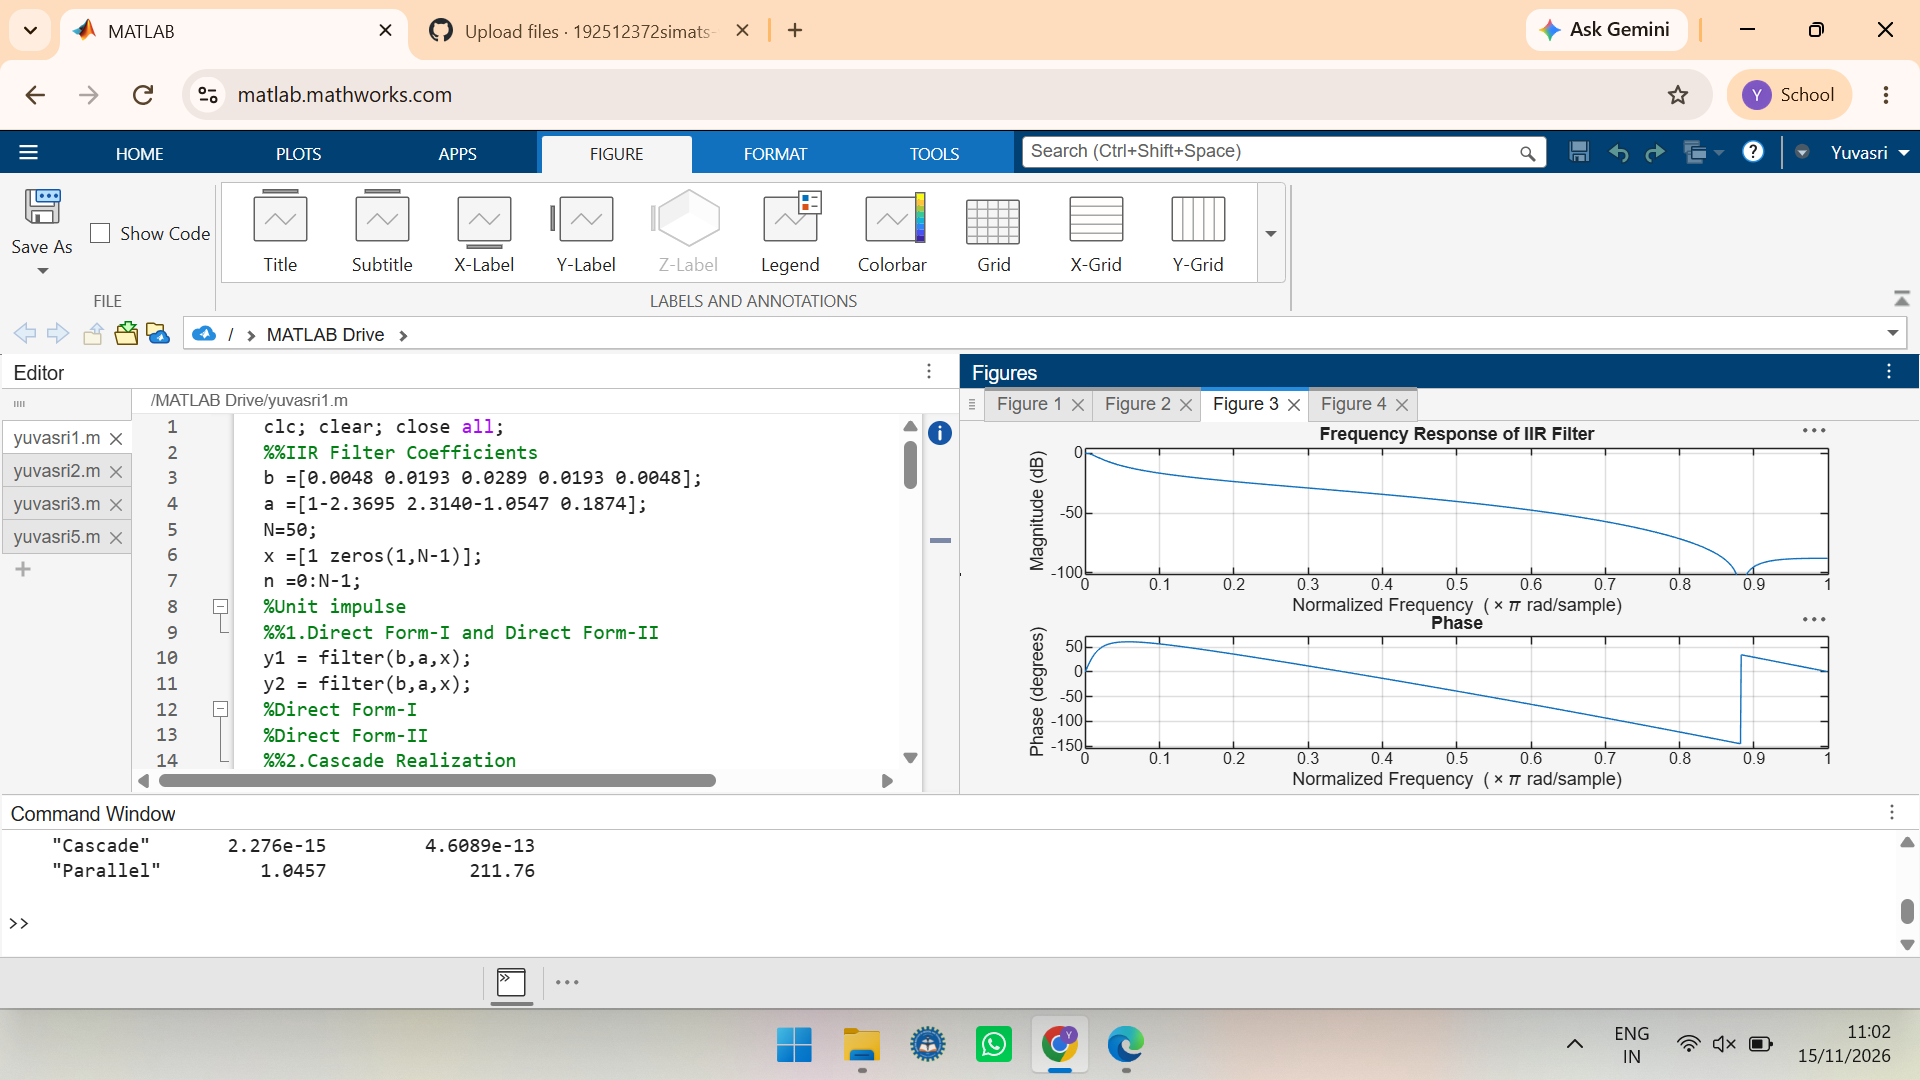 MATLAB
Upload files · 192512372simats-
Ask Gemini
matlab.mathworks.com
Y School
HOME PLOTS APPS FIGURE FORMAT TOOLS Search (Ctrl+Shift+Space) Yuvasri
Save As
Show Code
FILE
Title Subtitle X-Label Y-Label Z-Label Legend Colorbar Grid X-Grid Y-Grid
LABELS AND ANNOTATIONS
/ > MATLAB Drive >
Editor
/MATLAB Drive/yuvasri1.m
yuvasri1.m
yuvasri2.m
yuvasri3.m
yuvasri5.m
1 clc; clear; close all;
2 %%IIR Filter Coefficients
3 b =[0.0048 0.0193 0.0289 0.0193 0.0048];
4 a =[1-2.3695 2.3140-1.0547 0.1874];
5 N=50;
6 x =[1 zeros(1,N-1)];
7 n =0:N-1;
8 %Unit impulse
9 %%1.Direct Form-I and Direct Form-II
10 y1 = filter(b,a,x);
11 y2 = filter(b,a,x);
12 %Direct Form-I
13 %Direct Form-II
14 %%2.Cascade Realization
Figures
Figure 1 Figure 2 Figure 3 Figure 4
Frequency Response of IIR Filter
Magnitude (dB)
0
-50
-100
0 0.1 0.2 0.3 0.4 0.5 0.6 0.7 0.8 0.9 1
Normalized Frequency (×π rad/sample)
Phase
Phase (degrees)
50
0
-50
-100
-150
0 0.1 0.2 0.3 0.4 0.5 0.6 0.7 0.8 0.9 1
Normalized Frequency (×π rad/sample)
Command Window
"Cascade" 2.276e-15 4.6089e-13
"Parallel" 1.0457 211.76
>>
ENG
IN
11:02
15/11/2026